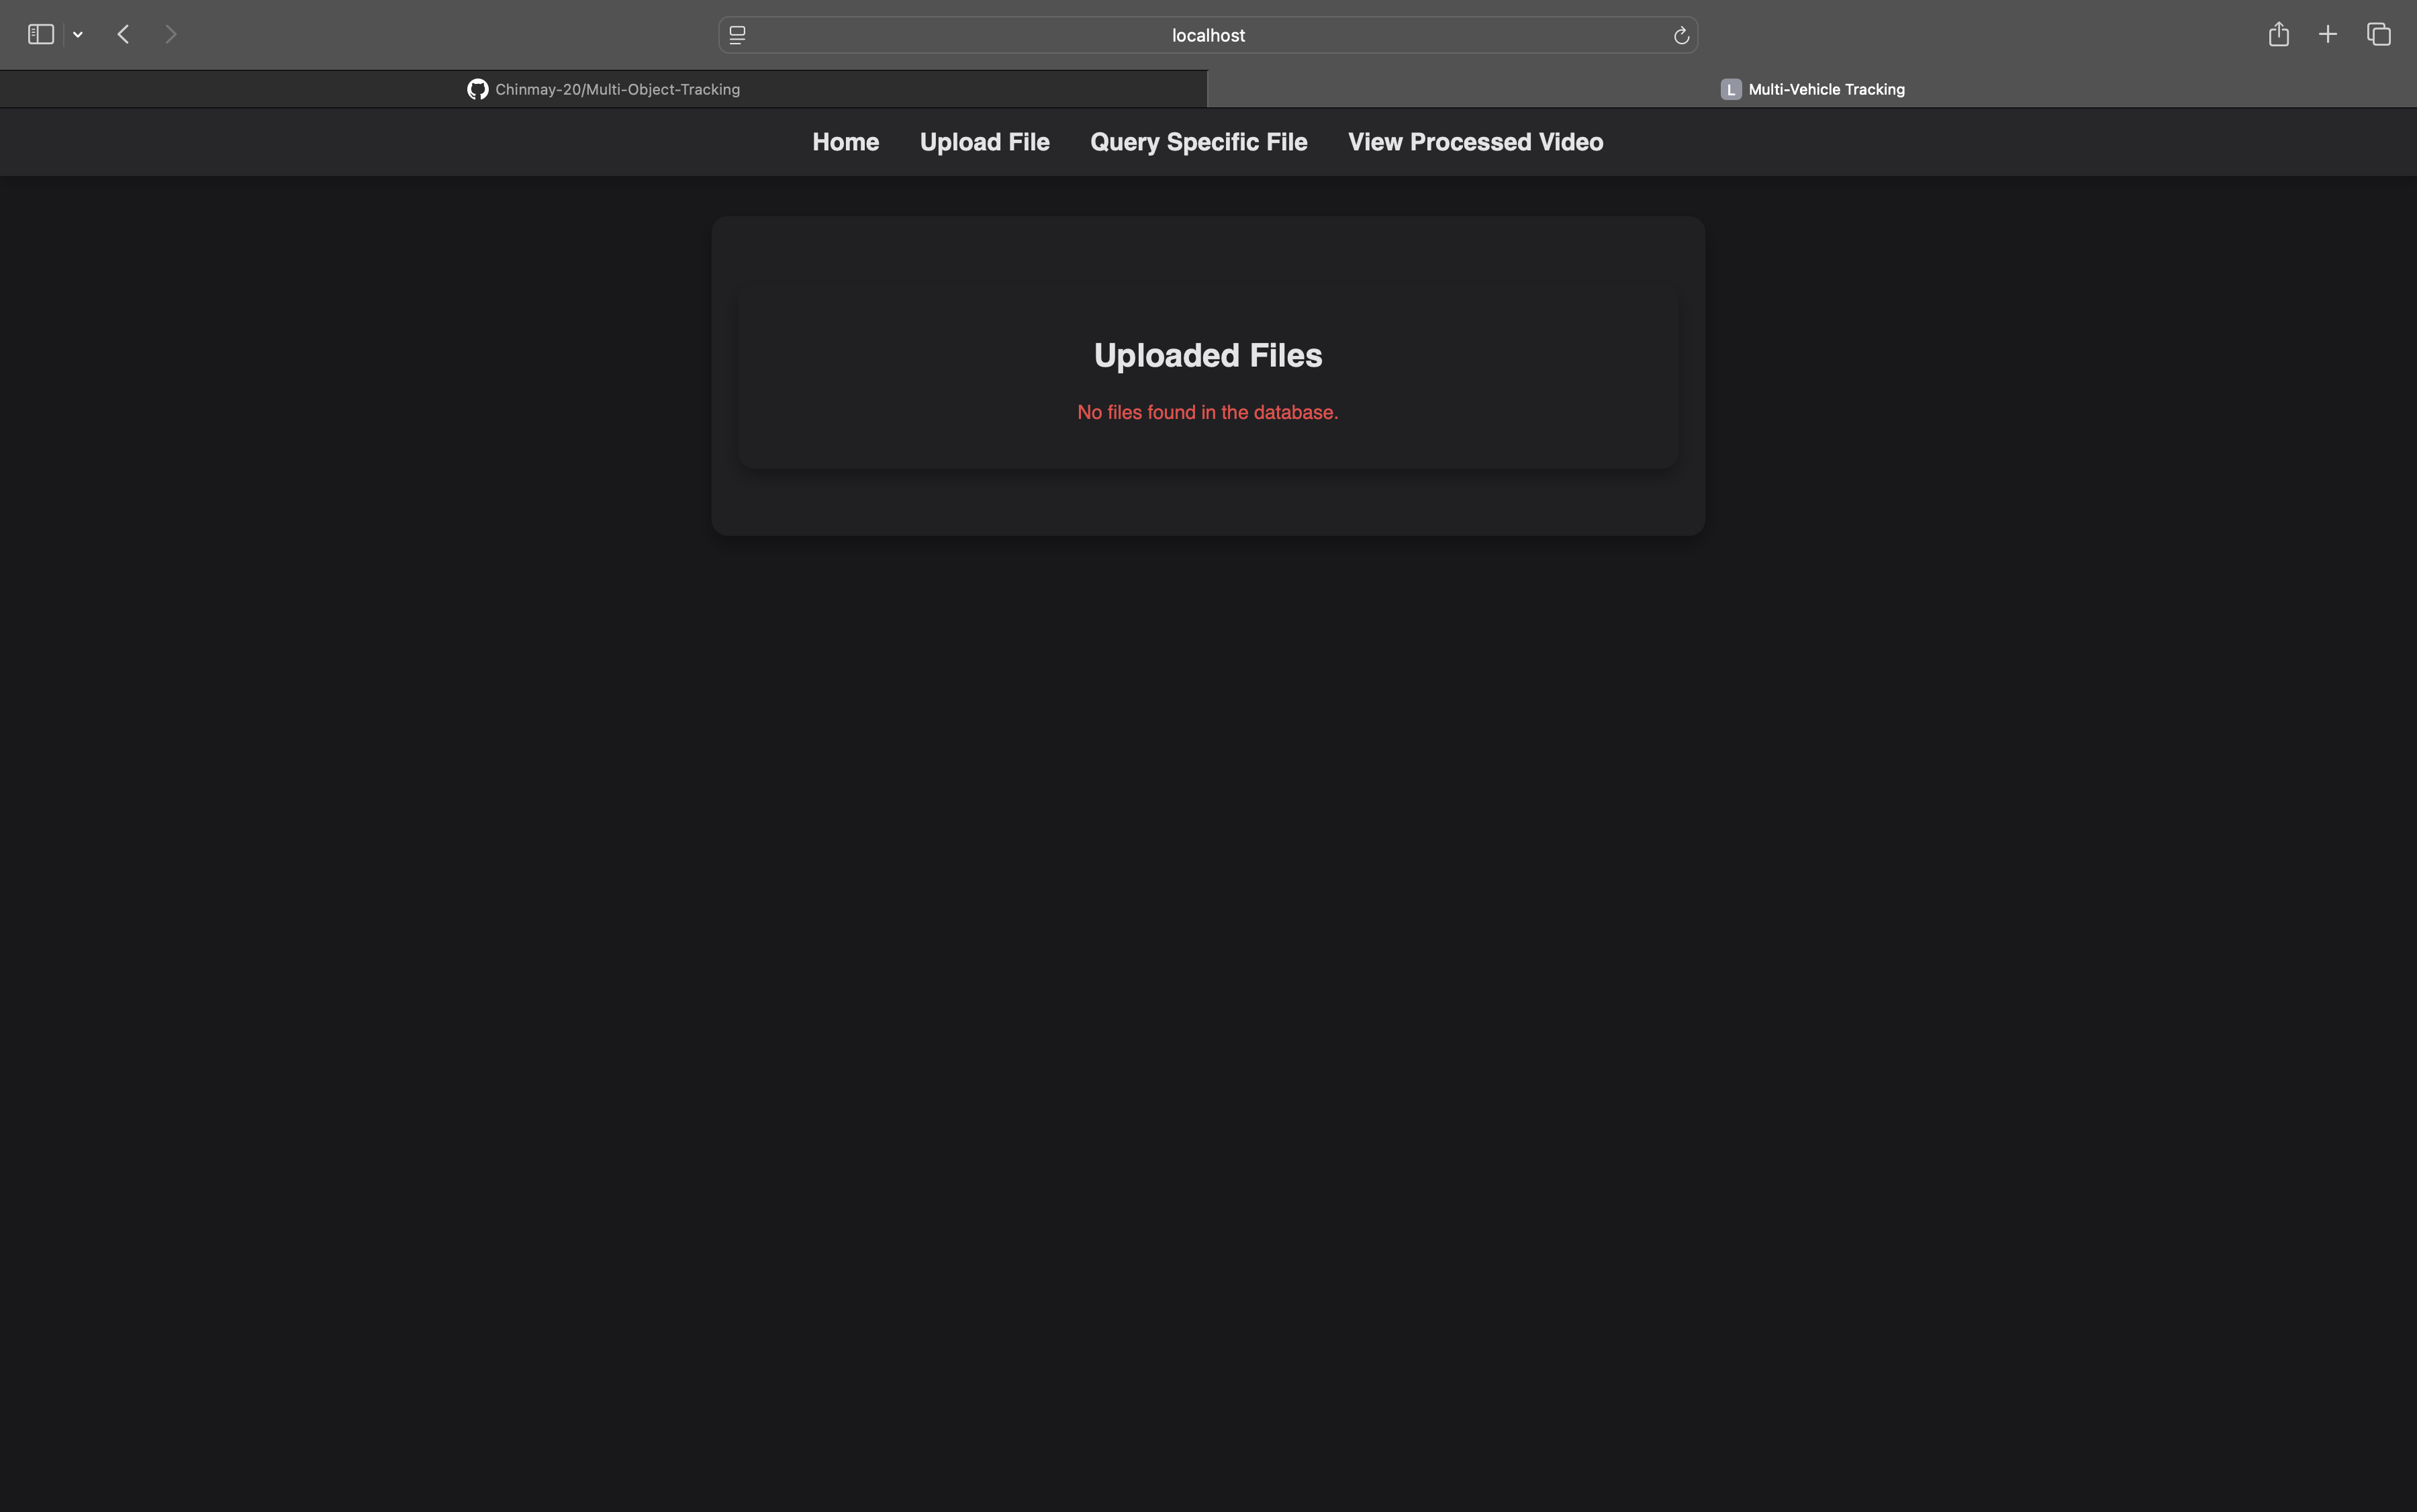 localhost
Chinmay-20/Multi-Object-Tracking
L Multi-Vehicle Tracking
Home Upload File Query Specific File View Processed Video
Uploaded Files
No files found in the database.